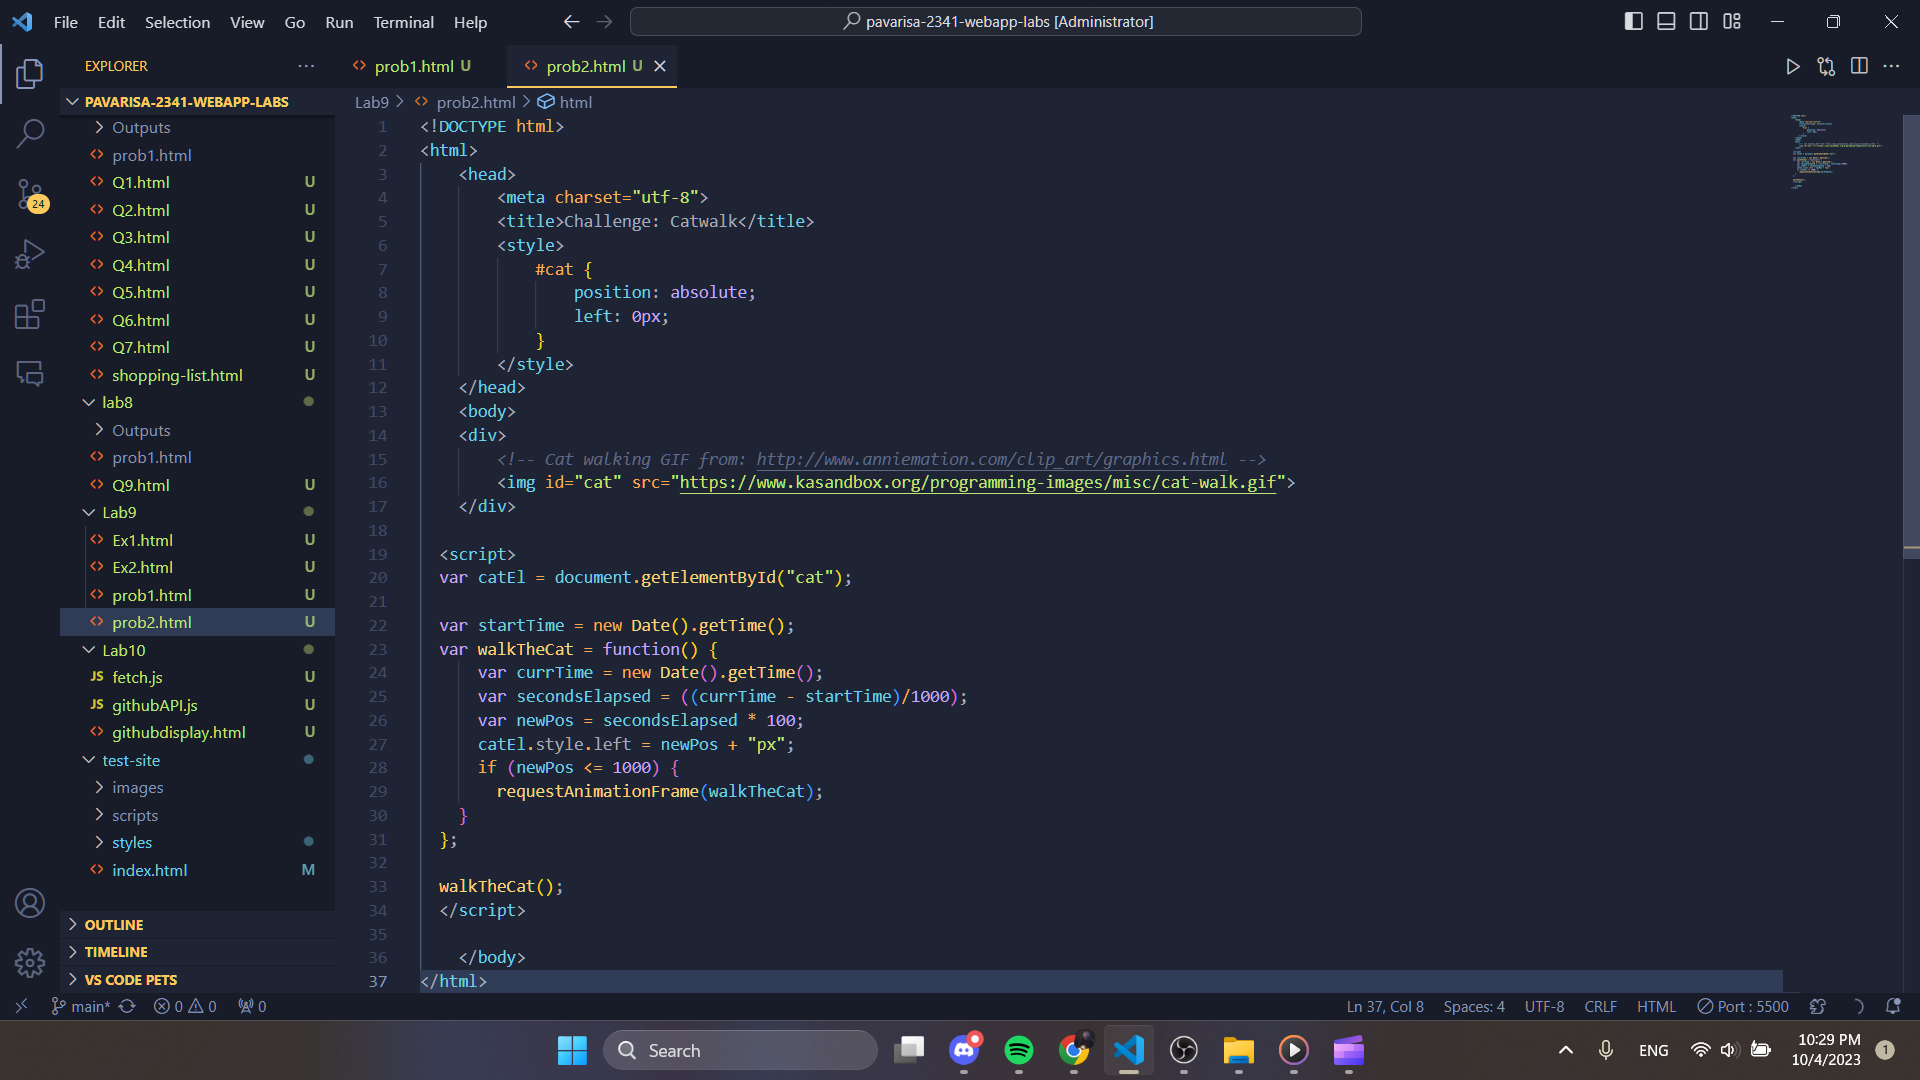 File Edit Selection View Go Run Terminal Help
pavarisa-2341-webapp-labs [Administrator]
EXPLORER
prob1.html U
prob2.html U
PAVARISA-2341-WEBAPP-LABS
Outputs
prob1.html
Q1.html U
Q2.html U
Q3.html U
Q4.html U
Q5.html U
Q6.html U
Q7.html U
shopping-list.html U
lab8
Outputs
prob1.html
Q9.html U
Lab9
Ex1.html U
Ex2.html U
prob1.html U
prob2.html U
Lab10
JS fetch.js U
JS githubAPI.js U
githubdisplay.html U
test-site
images
scripts
styles
index.html M
OUTLINE
TIMELINE
VS CODE PETS
24
Lab9 > prob2.html > html
1 <!DOCTYPE html>
2 <html>
3 <head>
4 <meta charset="utf-8">
5 <title>Challenge: Catwalk</title>
6 <style>
7 #cat {
8 position: absolute;
9 left: 0px;
10 }
11 </style>
12 </head>
13 <body>
14 <div>
15 <!-- Cat walking GIF from: http://www.anniemation.com/clip_art/graphics.html -->
16 <img id="cat" src="https://www.kasandbox.org/programming-images/misc/cat-walk.gif">
17 </div>
18
19 <script>
20 var catEl = document.getElementById("cat");
21
22 var startTime = new Date().getTime();
23 var walkTheCat = function() {
24 var currTime = new Date().getTime();
25 var secondsElapsed = ((currTime - startTime)/1000);
26 var newPos = secondsElapsed * 100;
27 catEl.style.left = newPos + "px";
28 if (newPos <= 1000) {
29 requestAnimationFrame(walkTheCat);
30 }
31 };
32
33 walkTheCat();
34 </script>
35
36 </body>
37 </html>
main* 0 0 0
Ln 37, Col 8 Spaces: 4 UTF-8 CRLF HTML Port : 5500
Search
ENG
10:29 PM
10/4/2023
1